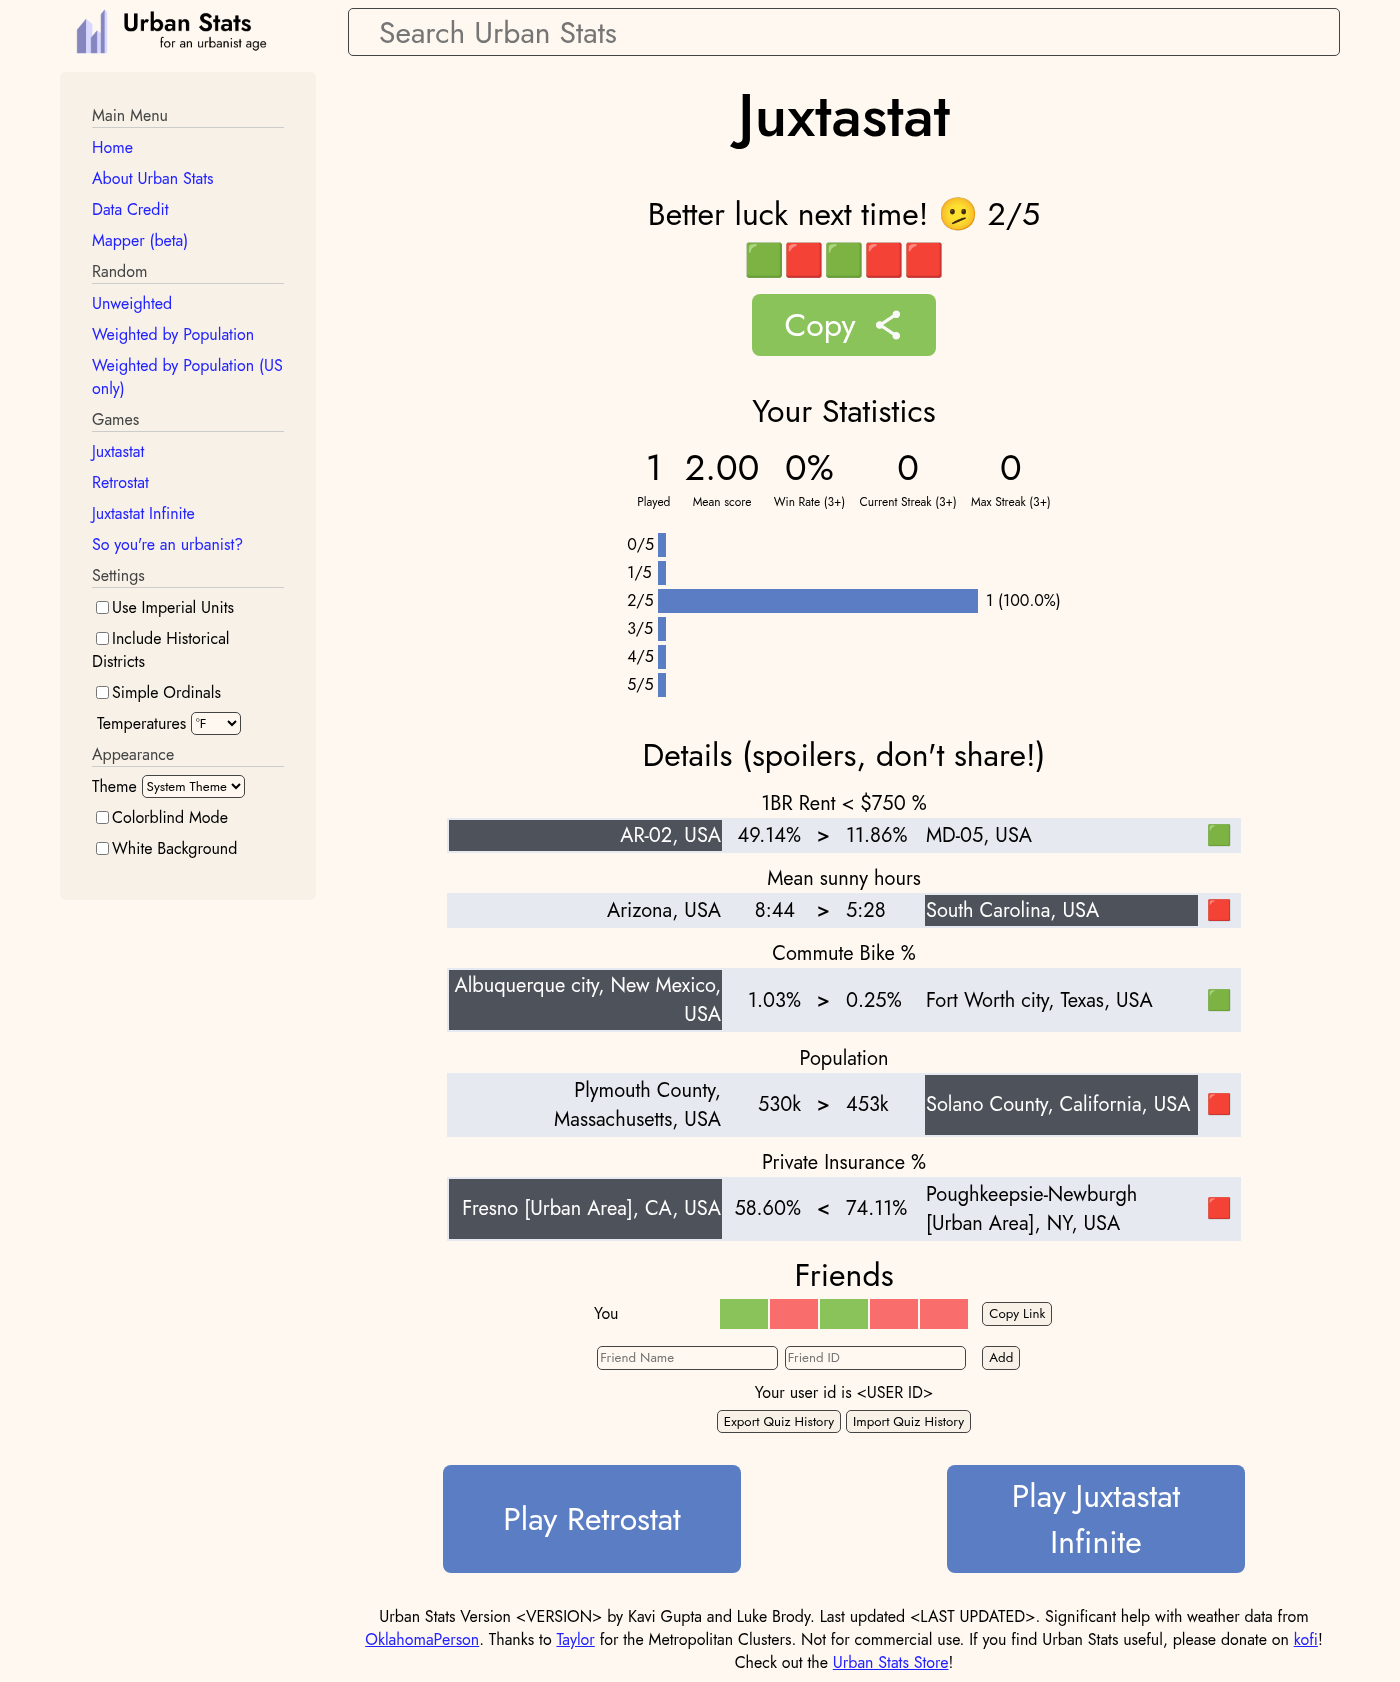 Urban Stats
for an urbanist age
Search Urban Stats
Main Menu
Home
About Urban Stats
Data Credit
Mapper (beta)
Random
Unweighted
Weighted by Population
Weighted by Population (US
only)
Games
Juxtastat
Retrostat
Juxtastat Infinite
So you're an urbanist?
Settings
Use Imperial Units
Include Historical
Districts
Simple Ordinals
Temperatures °F
Appearance
Theme System Theme
Colorblind Mode
White Background
Juxtastat
Better luck next time! 🫤 2/5
🟩🟥🟩🟥🟥
Copy
Your Statistics
1 2.00 0% 0 0
Played Mean score Win Rate (3+) Current Streak (3+) Max Streak (3+)
0/5
1/5
2/5 1 (100.0%)
3/5
4/5
5/5
Details (spoilers, don't share!)
1BR Rent < $750 %
AR-02, USA 49.14% > 11.86% MD-05, USA 🟩
Mean sunny hours
Arizona, USA 8:44 > 5:28 South Carolina, USA 🟥
Commute Bike %
Albuquerque city, New Mexico,
USA 1.03% > 0.25% Fort Worth city, Texas, USA 🟩
Population
Plymouth County,
Massachusetts, USA 530k > 453k Solano County, California, USA 🟥
Private Insurance %
Fresno [Urban Area], CA, USA 58.60% < 74.11% Poughkeepsie-Newburgh
[Urban Area], NY, USA 🟥
Friends
You Copy Link
Friend Name Friend ID Add
Your user id is <USER ID>
Export Quiz History Import Quiz History
Play Retrostat
Play Juxtastat
Infinite
Urban Stats Version <VERSION> by Kavi Gupta and Luke Brody. Last updated <LAST UPDATED>. Significant help with weather data from
OklahomaPerson. Thanks to Taylor for the Metropolitan Clusters. Not for commercial use. If you find Urban Stats useful, please donate on kofi!
Check out the Urban Stats Store!